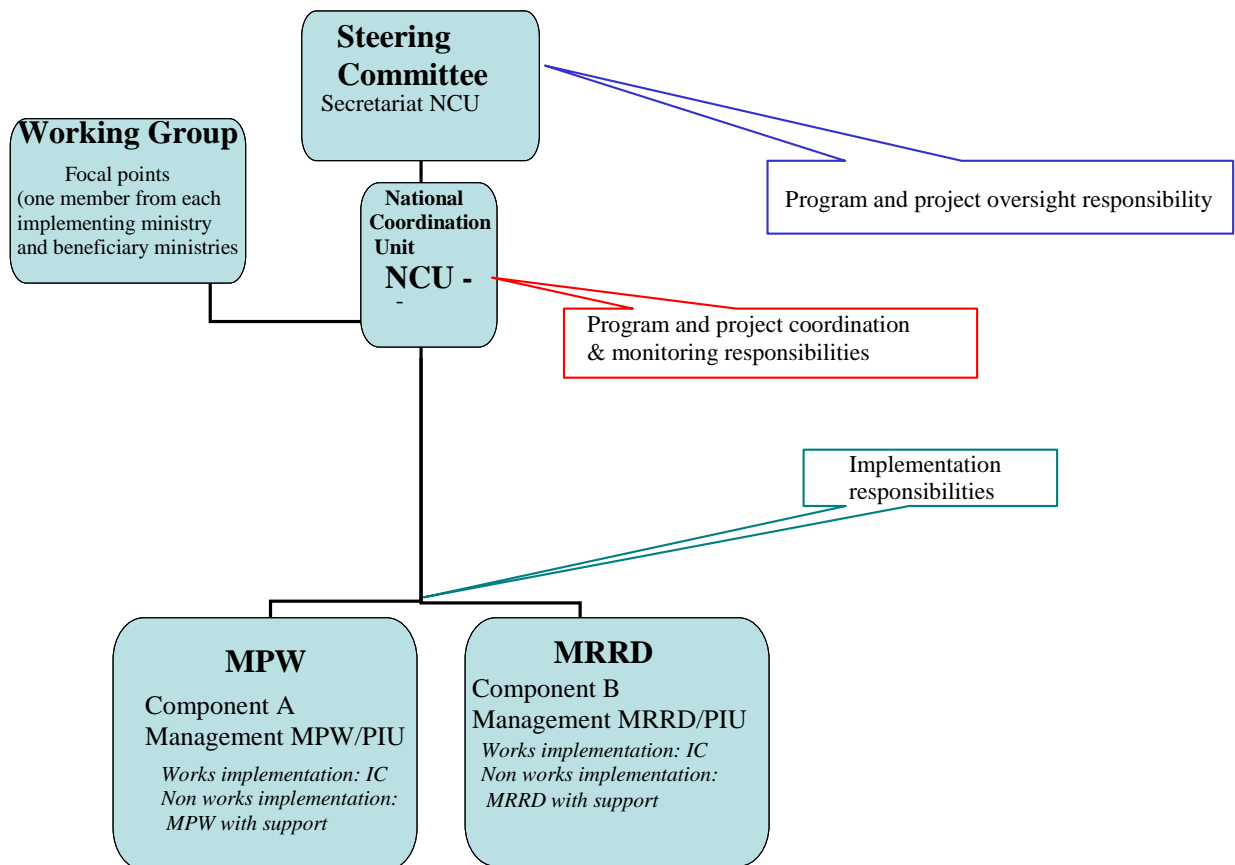 Steering
Committee
Secretariat NCU
Working Group
Focal points
(one member from each
implementing ministry
and beneficiary ministries
National
Coordination
Unit
NCU -
-
Program and project oversight responsibility
Program and project coordination
& monitoring responsibilities
Implementation
responsibilities
MPW
Component A
Management MPW/PIU
Works implementation: IC
Non works implementation:
MPW with support
MRRD
Component B
Management MRRD/PIU
Works implementation: IC
Non works implementation:
MRRD with support